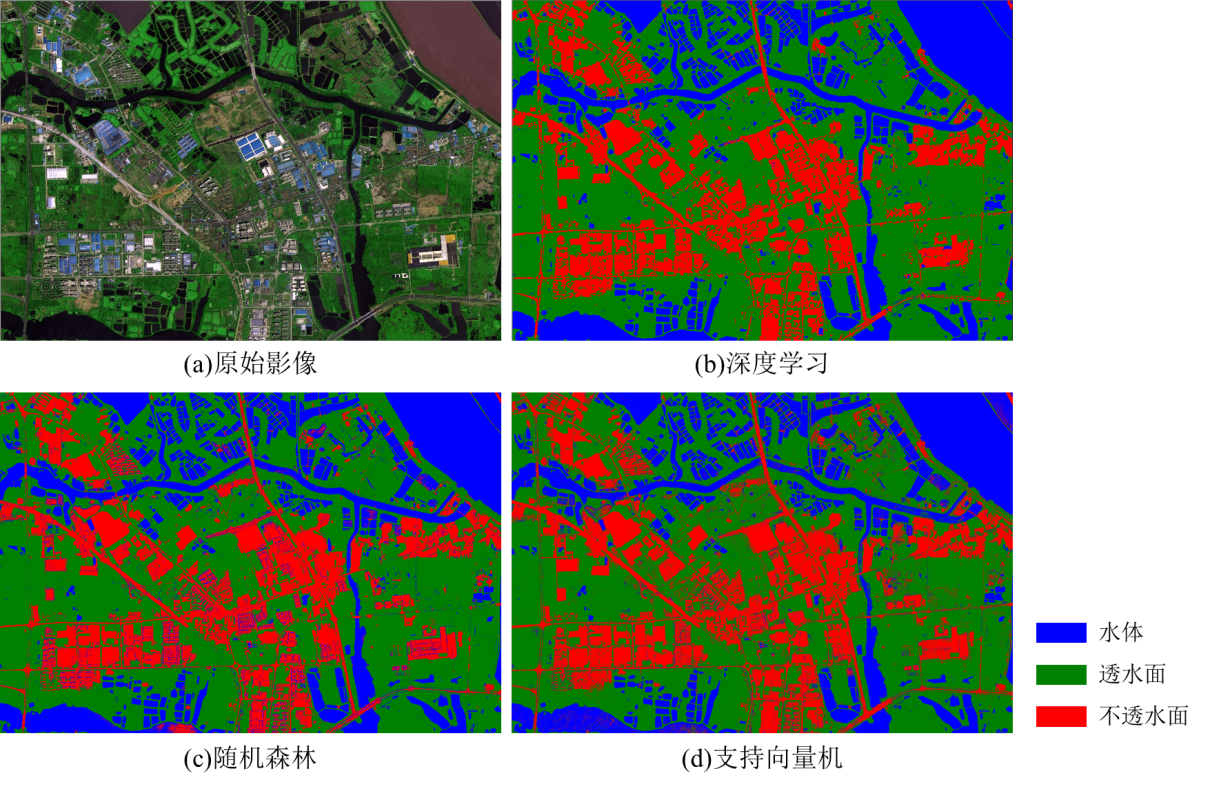 (a)原始影像
(b)深度学习
(c)随机森林
(d)支持向量机
水体
透水面
不透水面